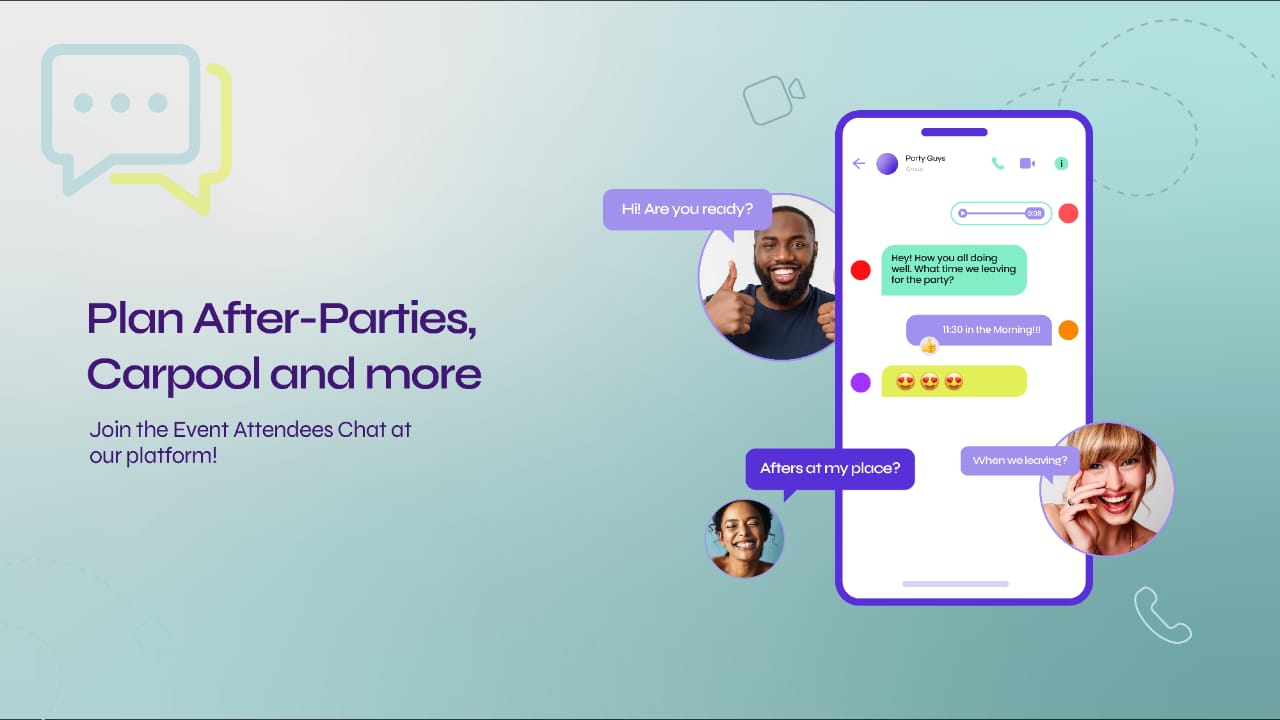 Plan After-Parties,
Carpool and more
Join the Event Attendees Chat at
our platform!
Hi! Are you ready?
Party Guys
Group
i
0:08
Hey! How you all doing
well. What time we leaving
for the party?
11:30 in the Morning!!!
Afters at my place?
When we leaving?